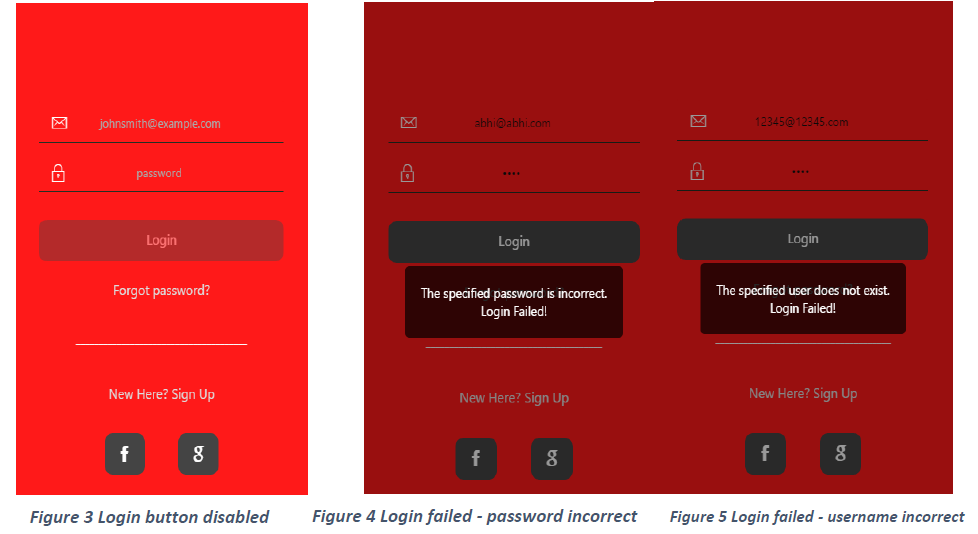 johnsmith@example.com
password
Login
Forgot password?
New Here? Sign Up
f
g
Figure 3 Login button disabled
abhi@abhi.com
••••
Login
The specified password is incorrect.
Login Failed!
New Here? Sign Up
f
g
Figure 4 Login failed - password incorrect
12345@12345.com
••••
Login
The specified user does not exist.
Login Failed!
New Here? Sign Up
f
g
Figure 5 Login failed - username incorrect